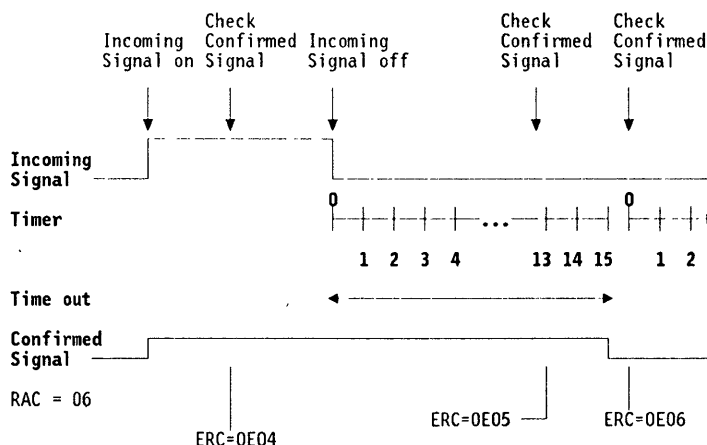 Incoming Signal on
Check Confirmed Signal
Incoming Signal off
Check Confirmed Signal
Check Confirmed Signal
Incoming Signal
0 0
Timer ...
1 2 3 4 13 14 15 1 2
Time out
Confirmed Signal
RAC = 06
ERC=0E04
ERC=0E05
ERC=0E06